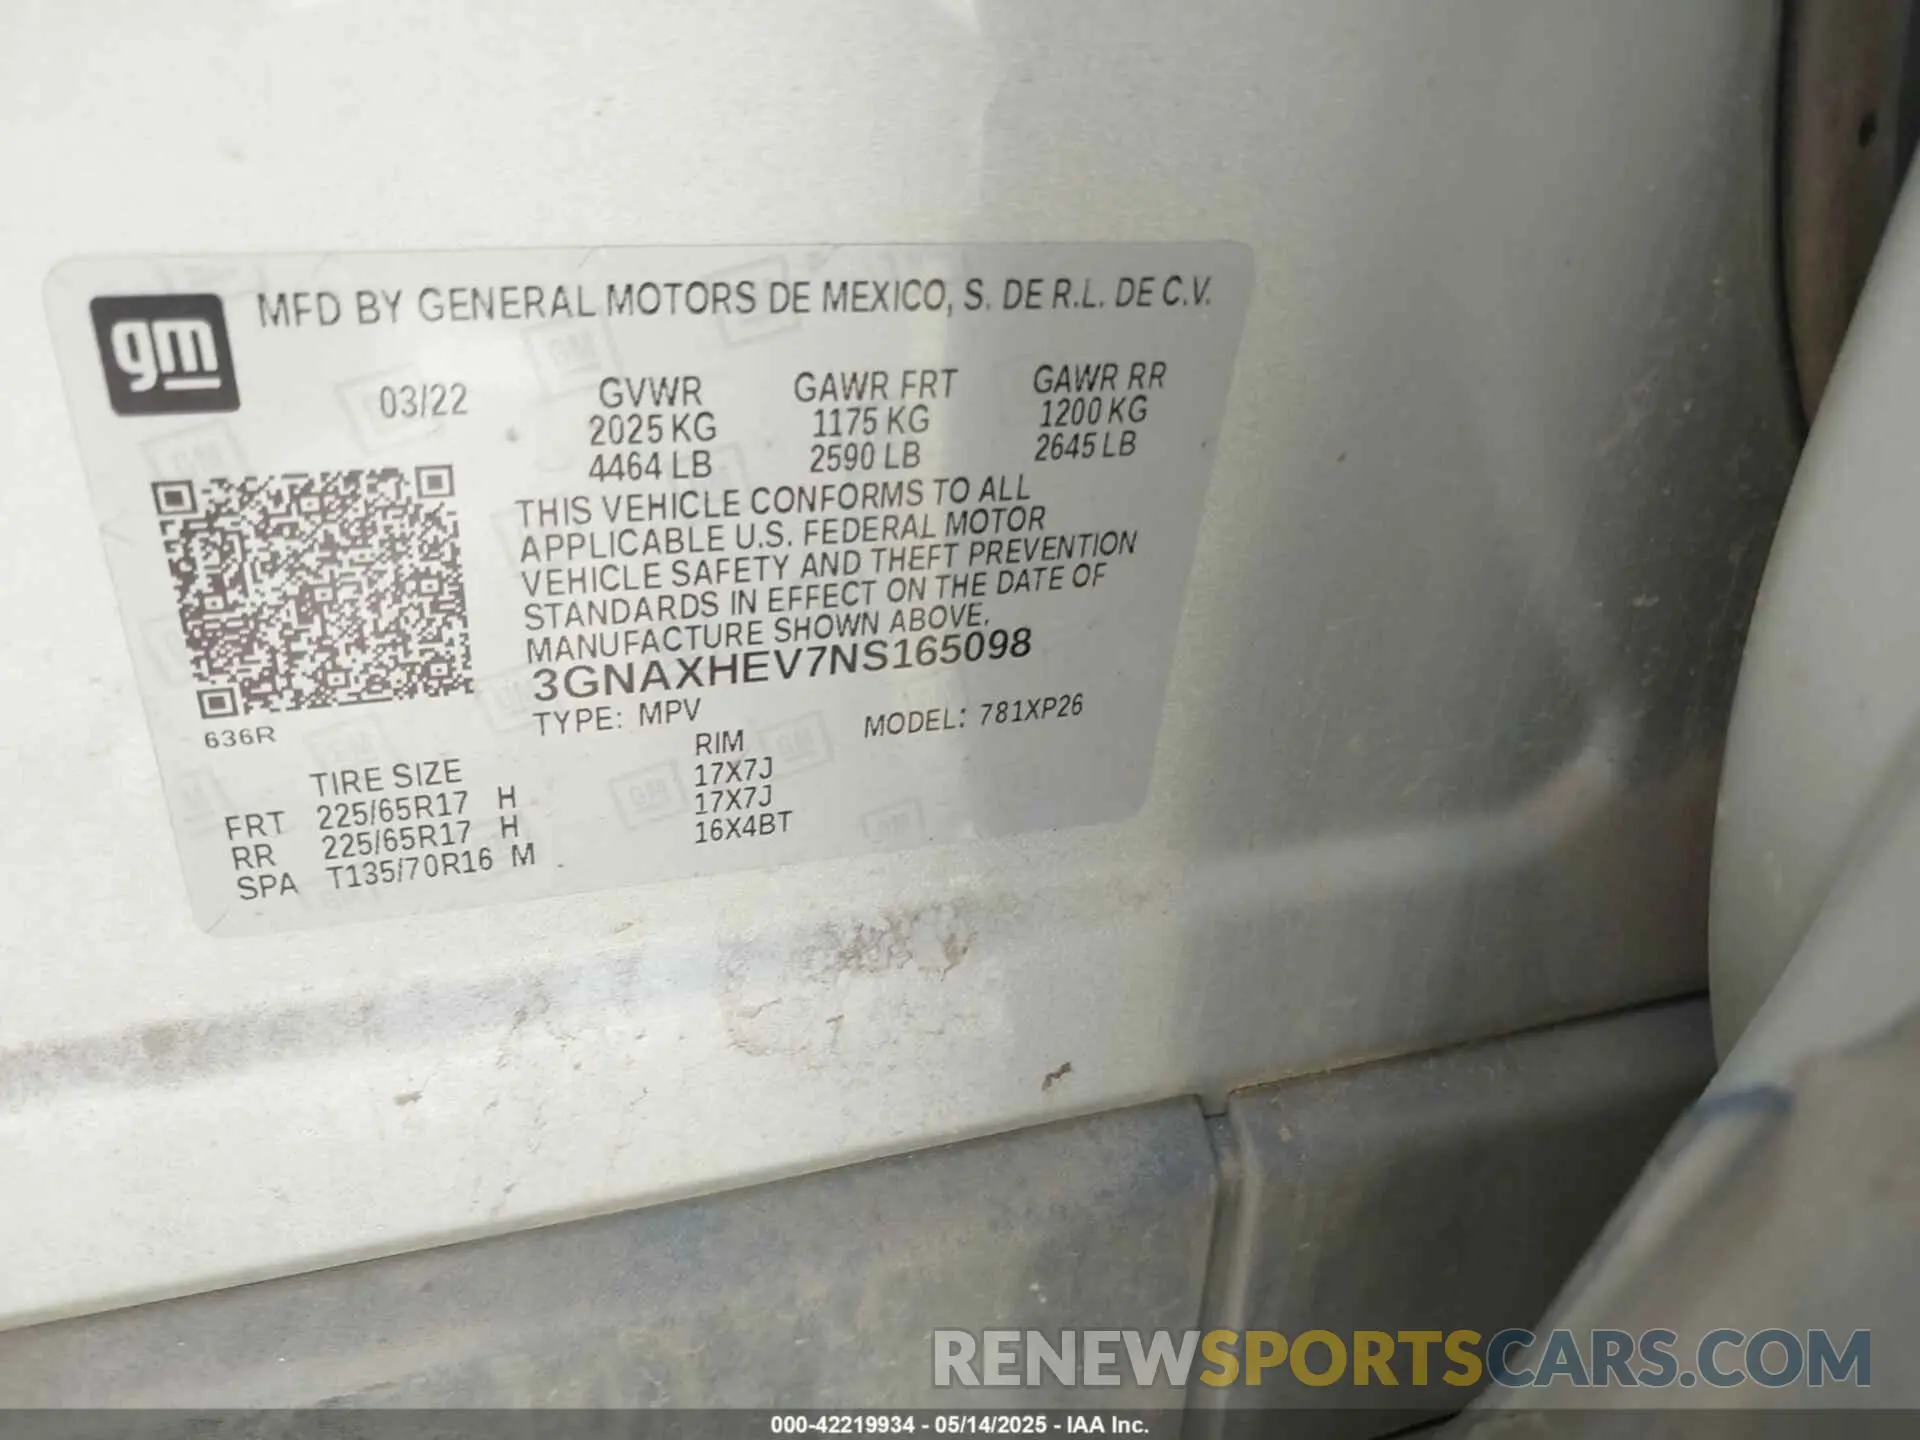 gm
MFD BY GENERAL MOTORS DE MEXICO, S. DE R.L. DE C.V.
03/22 GVWR GAWR FRT GAWR RR
2025 KG 1175 KG 1200 KG
4464 LB 2590 LB 2645 LB
THIS VEHICLE CONFORMS TO ALL
APPLICABLE U.S. FEDERAL MOTOR
VEHICLE SAFETY AND THEFT PREVENTION
STANDARDS IN EFFECT ON THE DATE OF
MANUFACTURE SHOWN ABOVE.
3GNAXHEV7NS165098
TYPE: MPV MODEL: 781XP26
636R
TIRE SIZE RIM
FRT 225/65R17 H 17X7J
RR 225/65R17 H 17X7J
SPA T135/70R16 M 16X4BT
RENEWSPORTSCARS.COM
000-42219934 - 05/14/2025 - IAA Inc.